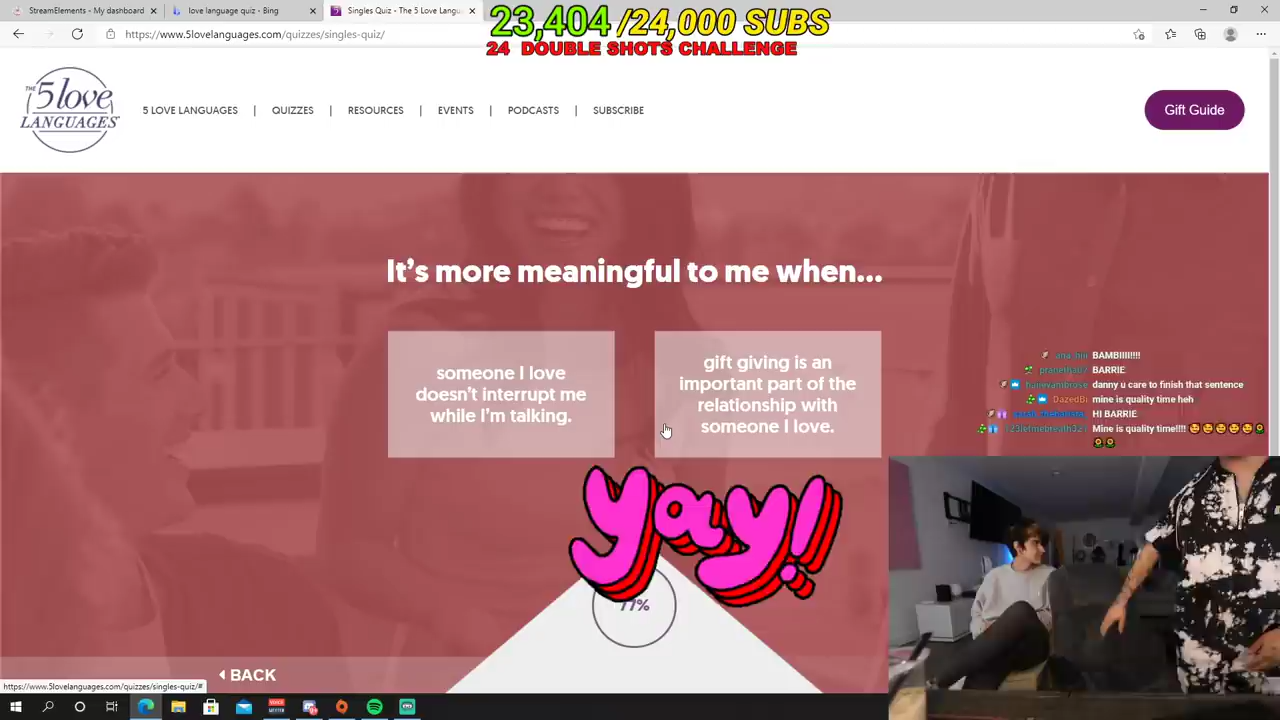 StreamElements - My dashboard
love language quiz - Bing
Singles Quiz - The 5 Love Langu
23,404 /24,000 SUBS
24 DOUBLE SHOTS CHALLENGE
https://www.5lovelanguages.com/quizzes/singles-quiz/
THE
5 love
LANGUAGES
5 LOVE LANGUAGES | QUIZZES | RESOURCES | EVENTS | PODCASTS | SUBSCRIBE
Gift Guide
It's more meaningful to me when...
someone I love
doesn't interrupt me
while I'm talking.
gift giving is an
important part of the
relationship with
someone I love.
BAMBIIII!!!!
BARRIE
danny u care to finish that sentence
DazedBi mine is quality time heh
HI BARRIE
Mine is quality time!!!!
yay!
77%
BACK
https://www.5lovelanguages.com/quizzes/singles-quiz/#